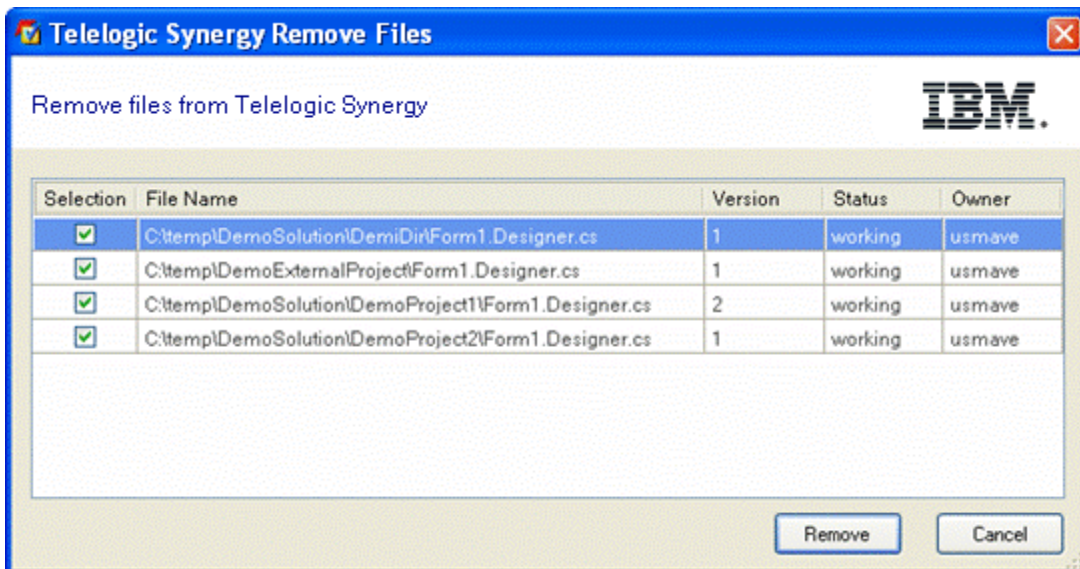 Telelogic Synergy Remove Files
Remove files from Telelogic Synergy
IBM.
Selection File Name Version Status Owner
C:\temp\DemoSolution\DemiDir\Form1.Designer.cs 1 working usmave
C:\temp\DemoExternalProject\Form1.Designer.cs 1 working usmave
C:\temp\DemoSolution\DemoProject1\Form1.Designer.cs 2 working usmave
C:\temp\DemoSolution\DemoProject2\Form1.Designer.cs 1 working usmave
Remove Cancel